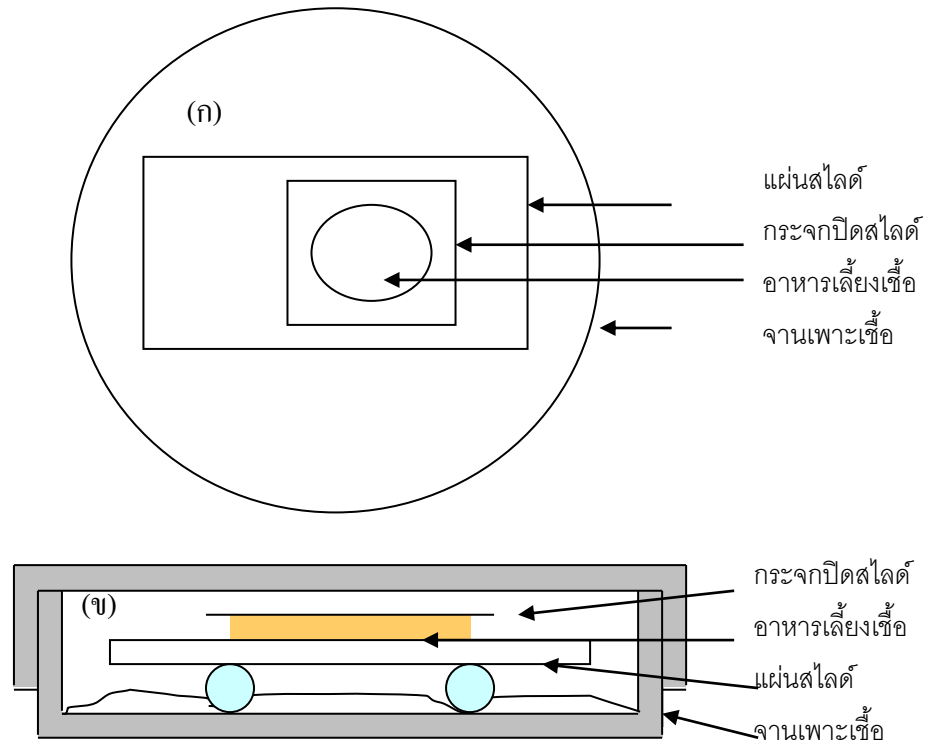 (ก)
แผ่นสไลด์
กระจกปิดสไลด์
อาหารเลี้ยงเชื้อ
จานเพาะเชื้อ
(ข)
กระจกปิดสไลด์
อาหารเลี้ยงเชื้อ
แผ่นสไลด์
จานเพาะเชื้อ